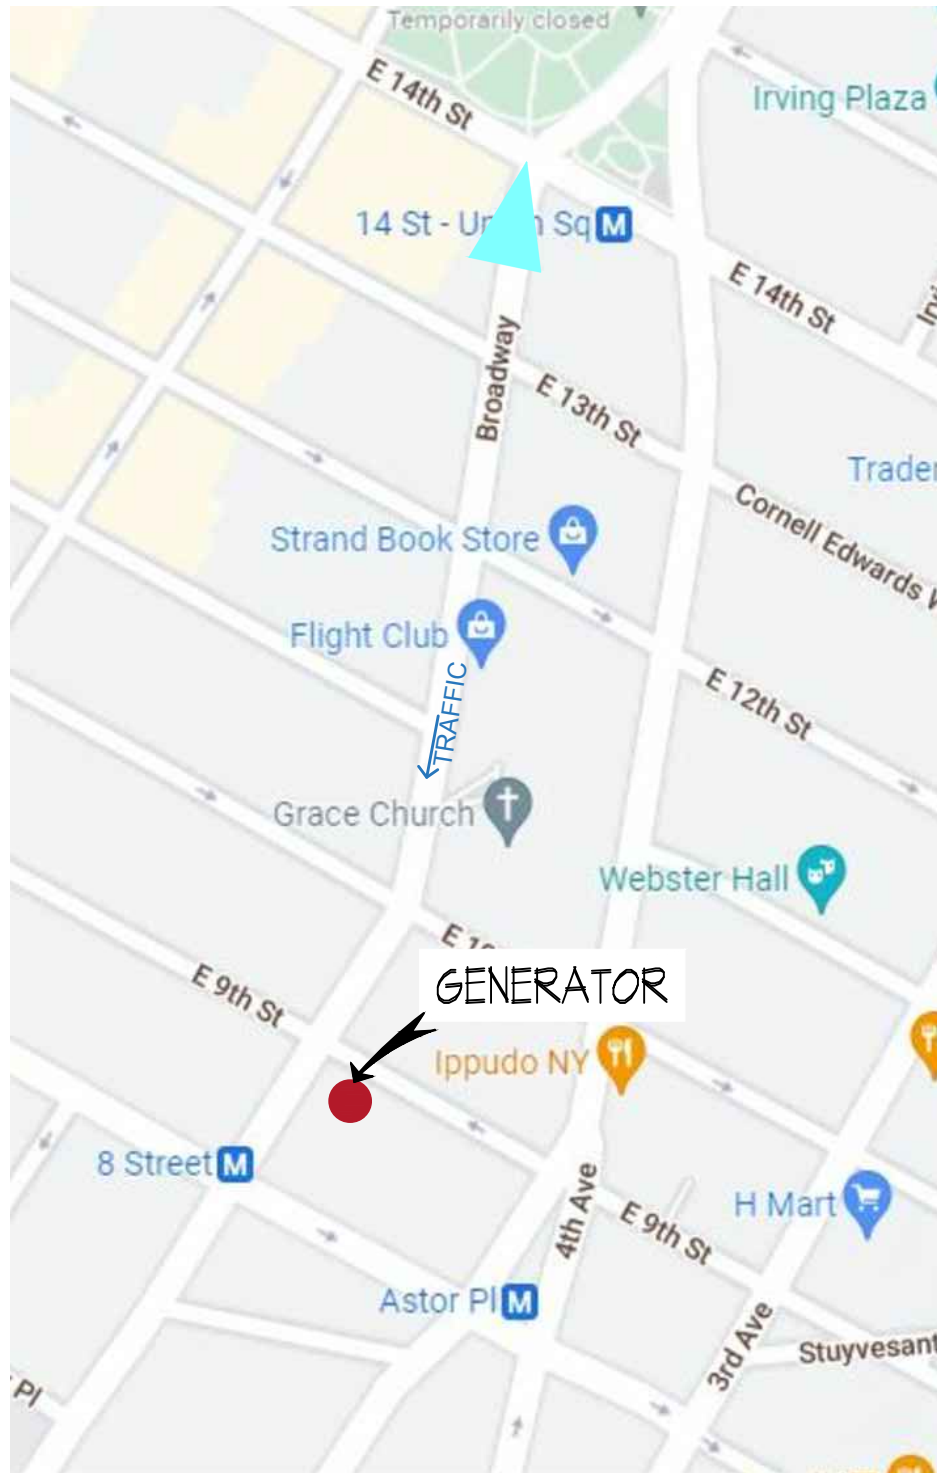 Temporarily closed
E 14th St
Irving Plaza
14 St - Un Sq M
E 14th St
Broadway
E 13th St
Trader
Cornell Edwards W
Strand Book Store
Flight Club
TRAFFIC
E 12th St
Grace Church
Webster Hall
E 10
GENERATOR
E 9th St
Ippudo NY
8 Street M
4th Ave
E 9th St
H Mart
Astor Pl M
3rd Ave
Stuyvesant
Pl